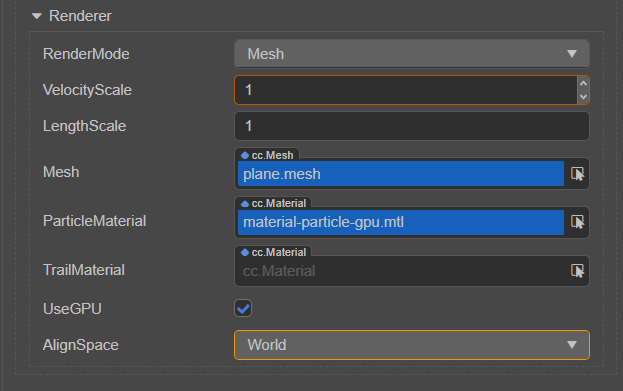 Renderer
RenderMode Mesh
VelocityScale 1
LengthScale 1
cc.Mesh
Mesh plane.mesh
cc.Material
ParticleMaterial material-particle-gpu.mtl
cc.Material
TrailMaterial cc.Material
UseGPU
AlignSpace World